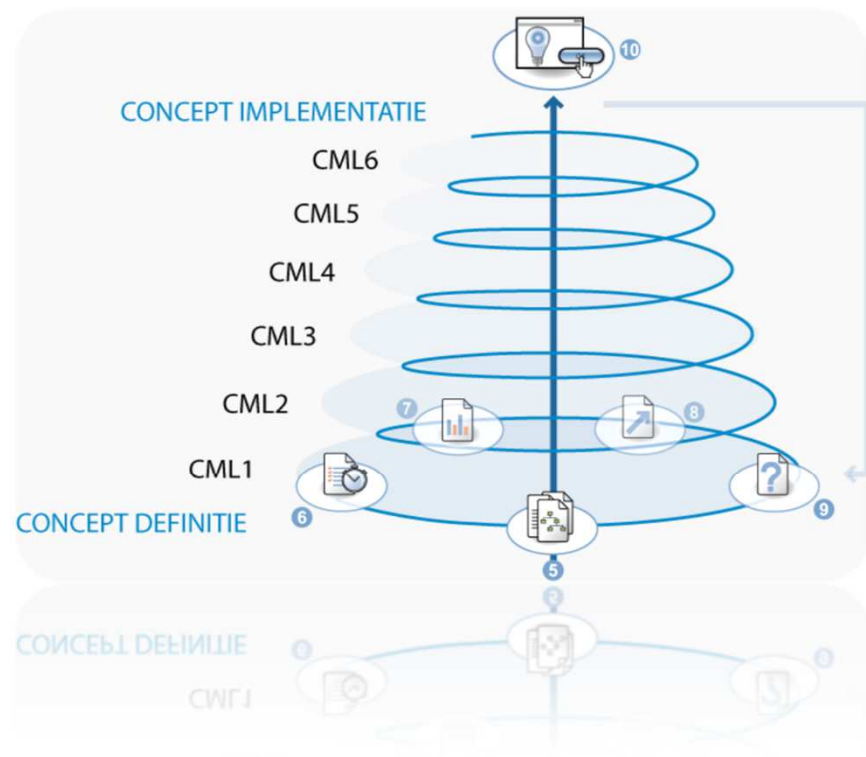 10
CONCEPT IMPLEMENTATIE
CML6
CML5
CML4
CML3
CML2
7
8
CML1
CONCEPT DEFINITIE
6
9
5